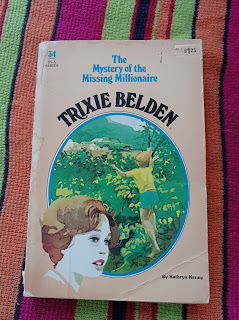 34
The
Mystery of the
Missing Millionaire
TRIXIE BELDEN
By Kathryn Kenny